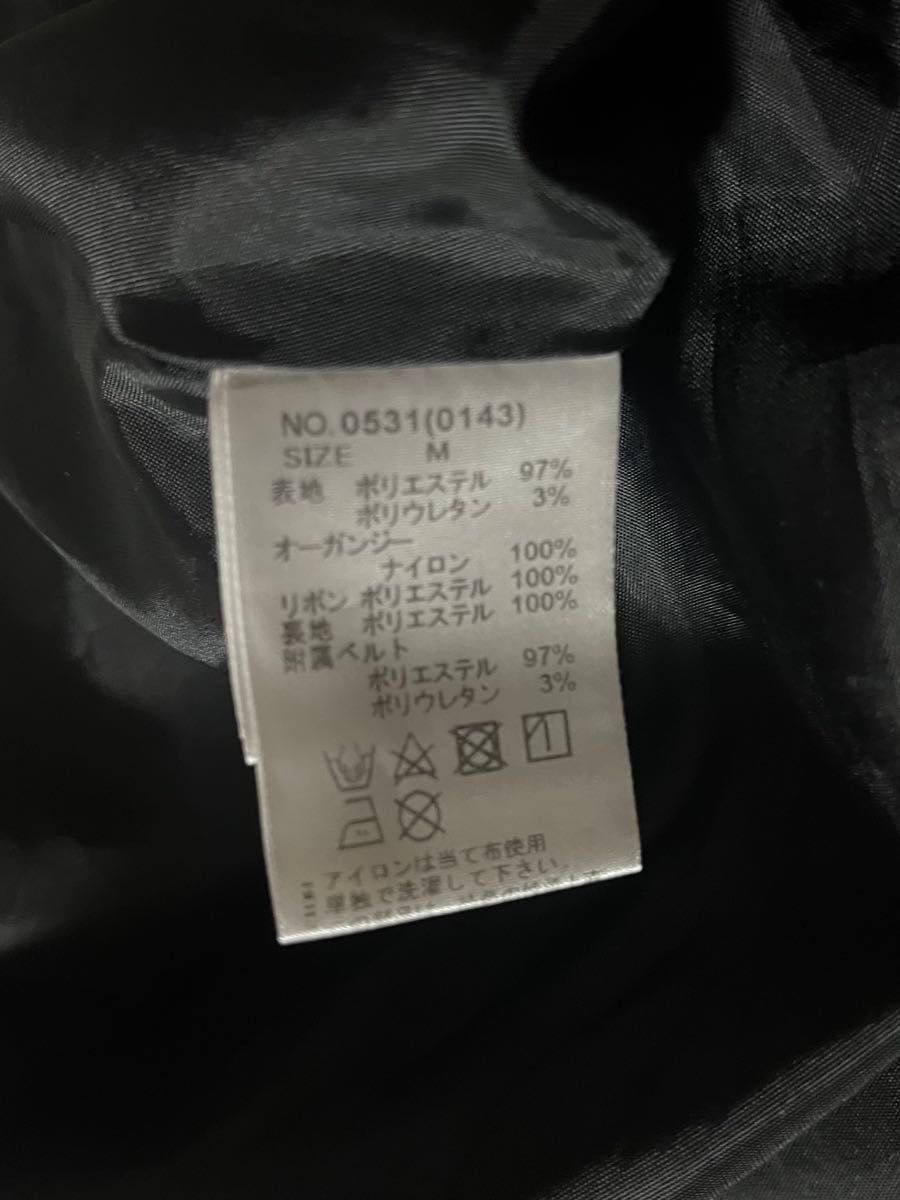 NO. 0531(0143)
SIZE M
表地 ポリエステル 97%
ポリウレタン 3%
オーガンジー
ナイロン 100%
リボン ポリエステル 100%
裏地 ポリエステル 100%
附属ベルト
ポリエステル 97%
ポリウレタン 3%
アイロンは当て布使用
単独で洗濯して下さい。